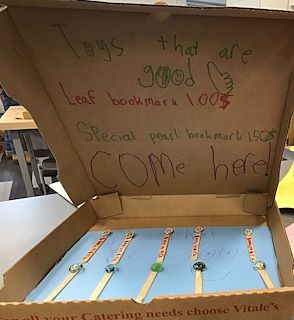 Toys that are
good
Leaf bookmark 1.00$
Special pearl bookmark 1.50$
COME here!
all your Catering needs choose Vitale's